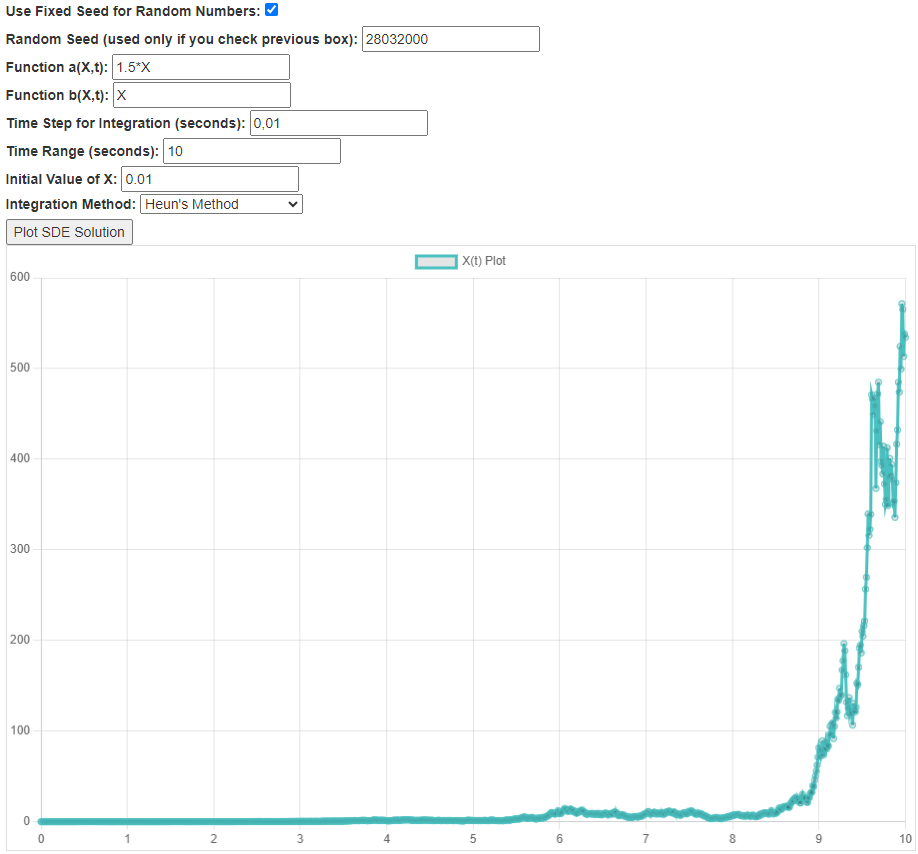 Use Fixed Seed for Random Numbers:
Random Seed (used only if you check previous box): 28032000
Function a(X,t): 1.5*X
Function b(X,t): X
Time Step for Integration (seconds): 0,01
Time Range (seconds): 10
Initial Value of X: 0.01
Integration Method: Heun's Method
Plot SDE Solution
X(t) Plot
600
500
400
300
200
100
0
0 1 2 3 4 5 6 7 8 9 10